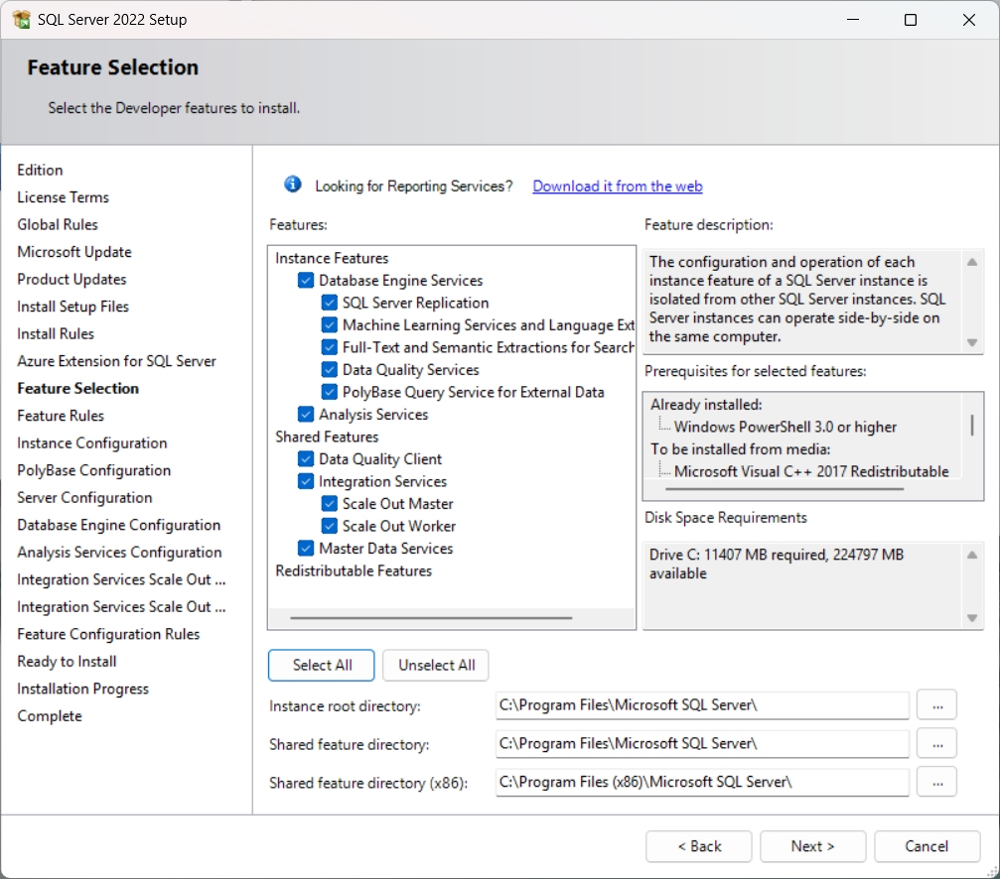 SQL Server 2022 Setup
Feature Selection
Select the Developer features to install.
Edition
License Terms
Global Rules
Microsoft Update
Product Updates
Install Setup Files
Install Rules
Azure Extension for SQL Server
Feature Selection
Feature Rules
Instance Configuration
PolyBase Configuration
Server Configuration
Database Engine Configuration
Analysis Services Configuration
Integration Services Scale Out ...
Integration Services Scale Out ...
Feature Configuration Rules
Ready to Install
Installation Progress
Complete
Looking for Reporting Services? Download it from the web
Features:
Instance Features
Database Engine Services
SQL Server Replication
Machine Learning Services and Language Ext
Full-Text and Semantic Extractions for Search
Data Quality Services
PolyBase Query Service for External Data
Analysis Services
Shared Features
Data Quality Client
Integration Services
Scale Out Master
Scale Out Worker
Master Data Services
Redistributable Features
Feature description:
The configuration and operation of each
instance feature of a SQL Server instance is
isolated from other SQL Server instances. SQL
Server instances can operate side-by-side on
the same computer.
Prerequisites for selected features:
Already installed:
Windows PowerShell 3.0 or higher
To be installed from media:
Microsoft Visual C++ 2017 Redistributable
Disk Space Requirements
Drive C: 11407 MB required, 224797 MB
available
Select All
Unselect All
Instance root directory: C:\Program Files\Microsoft SQL Server\ ...
Shared feature directory: C:\Program Files\Microsoft SQL Server\ ...
Shared feature directory (x86): C:\Program Files (x86)\Microsoft SQL Server\ ...
< Back
Next >
Cancel